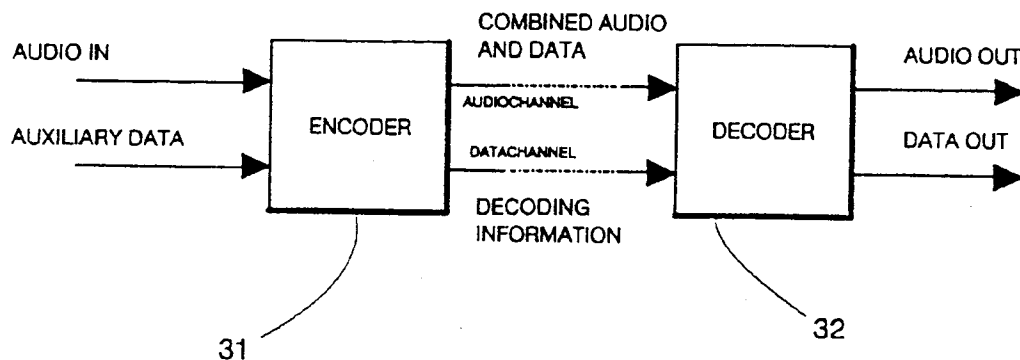 COMBINED AUDIO
AND DATA
AUDIO IN
AUDIO OUT
AUDIOCHANNEL
ENCODER
DECODER
AUXILIARY DATA
DATA OUT
DATACHANNEL
DECODING
INFORMATION
31
32